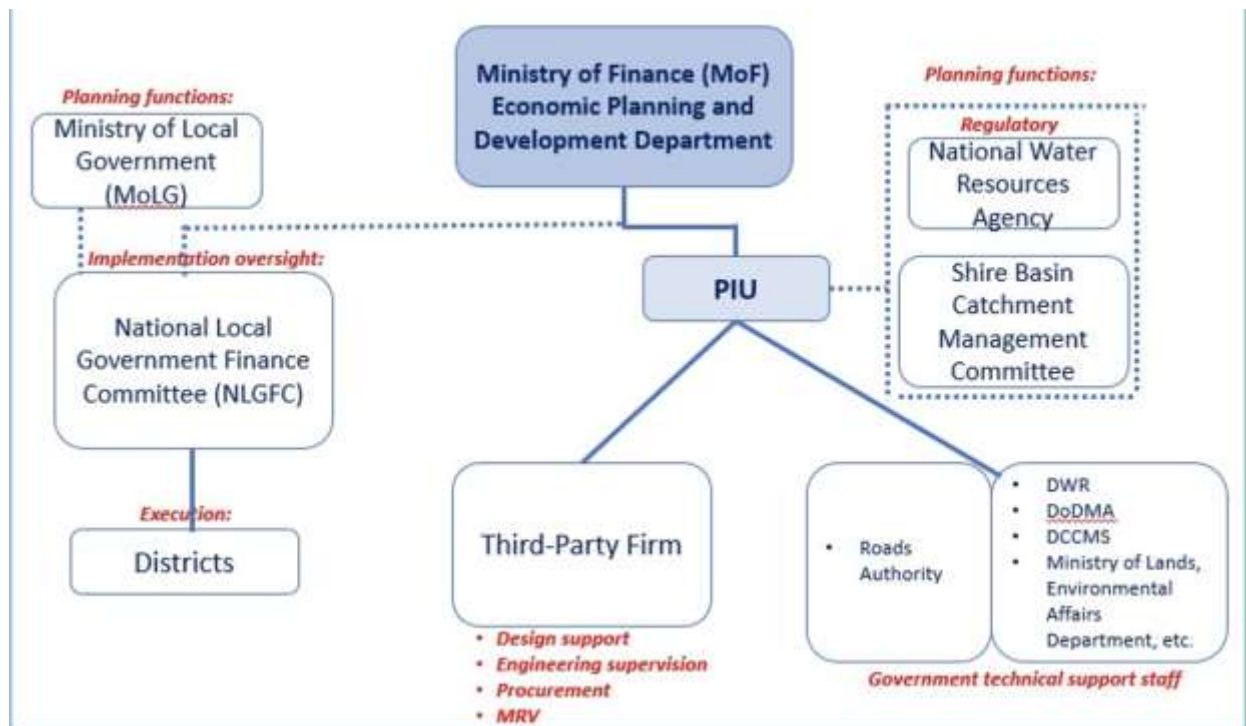 Ministry of Finance (MoF)
Economic Planning and
Development Department
Planning functions:
Ministry of Local
Government
(MoLG)
Implementation oversight:
National Local
Government Finance
Committee (NLGFC)
Execution:
Districts
Planning functions:
Regulatory
National Water
Resources
Agency
Shire Basin
Catchment
Management
Committee
PIU
Third-Party Firm
• Design support
• Engineering supervision
• Procurement
• MRV
• Roads
Authority
• DWR
• DoDMA
• DCCMS
• Ministry of Lands,
Environmental
Affairs
Department, etc.
Government technical support staff